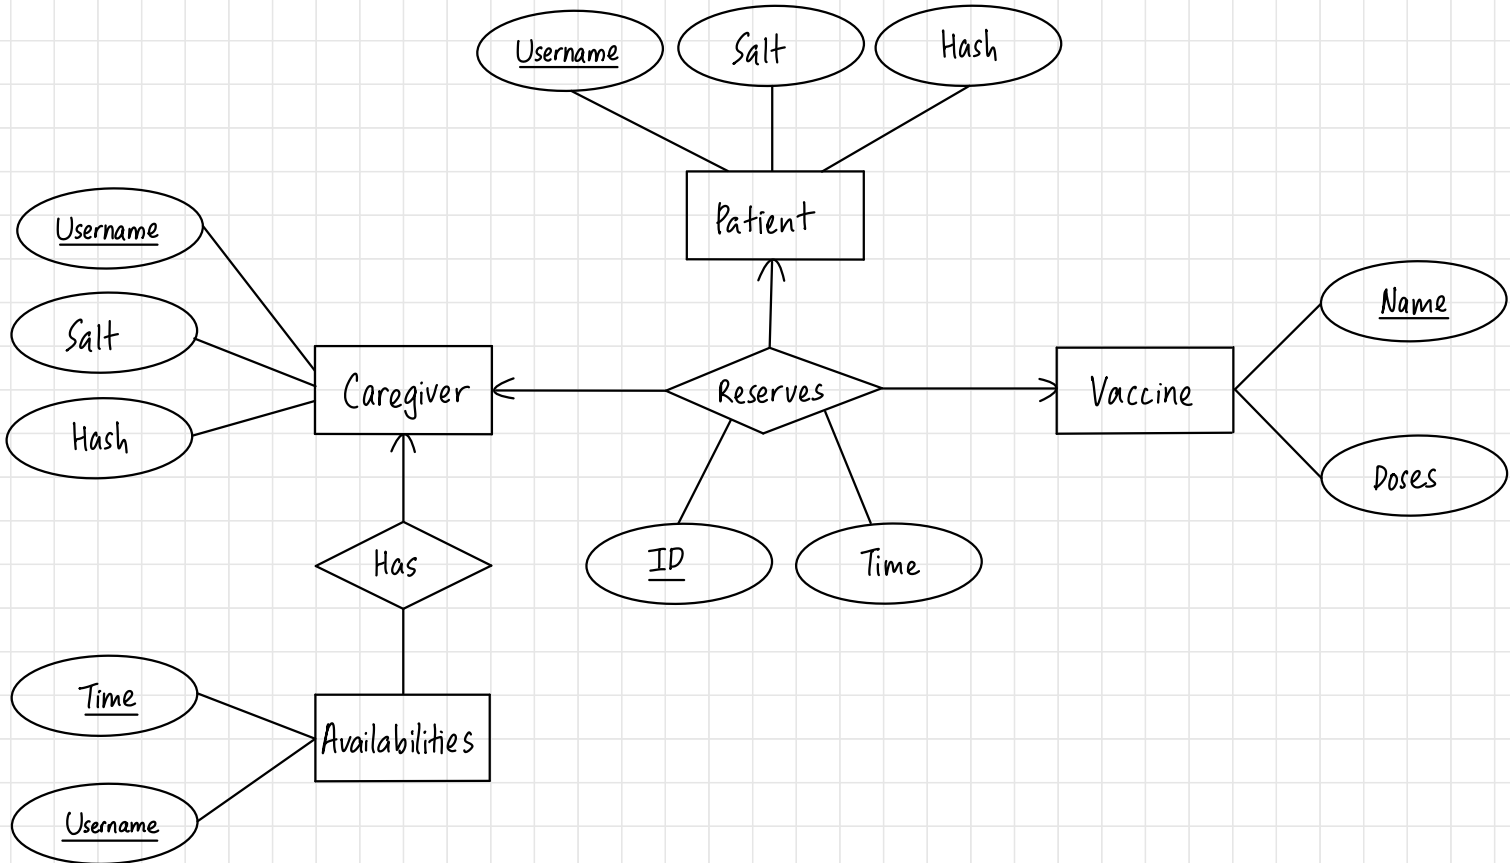 Username
Salt
Hash
Patient
Username
Salt
Hash
Caregiver
Reserves
Vaccine
Name
Doses
Has
ID
Time
Time
Availabilities
Username